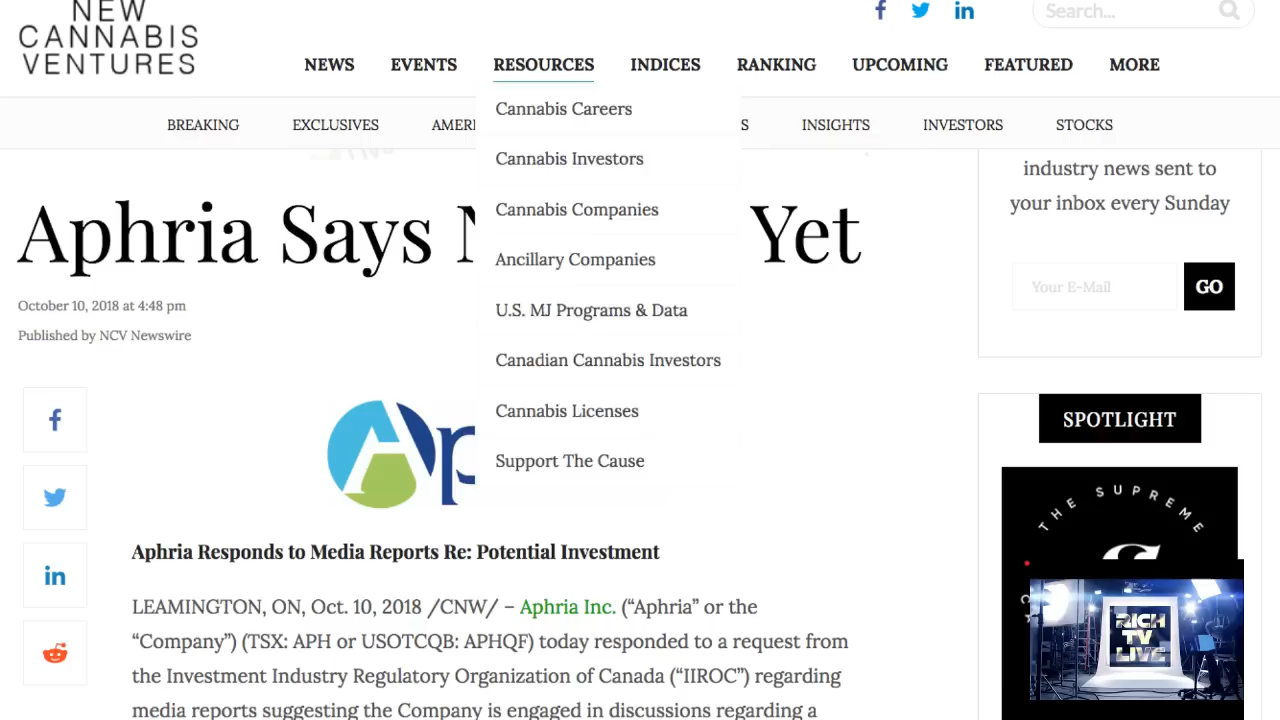 NEW
CANNABIS
VENTURES
Search...
NEWS EVENTS RESOURCES INDICES RANKING UPCOMING FEATURED MORE
BREAKING EXCLUSIVES INSIGHTS INVESTORS STOCKS
Cannabis Careers
Cannabis Investors
Cannabis Companies
Ancillary Companies
U.S. MJ Programs & Data
Canadian Cannabis Investors
Cannabis Licenses
Support The Cause
Aphria Says Yet
October 10, 2018 at 4:48 pm
Published by NCV Newswire
Aphria Responds to Media Reports Re: Potential Investment
LEAMINGTON, ON, Oct. 10, 2018 /CNW/ – Aphria Inc. (“Aphria” or the
“Company”) (TSX: APH or USOTCQB: APHQF) today responded to a request from
the Investment Industry Regulatory Organization of Canada (“IIROC”) regarding
media reports suggesting the Company is engaged in discussions regarding a
industry news sent to
your inbox every Sunday
Your E-Mail GO
SPOTLIGHT
THE SUPREME
RICH
TV
LIVE